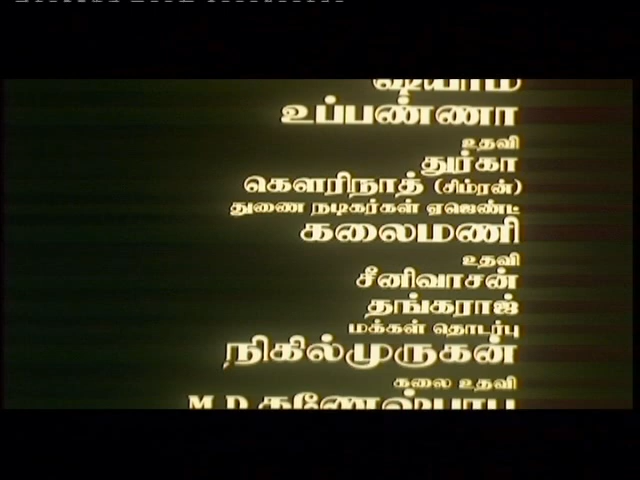 ஷியாம்
உப்பண்ணா
உதவி
துர்கா
கௌரிநாத் (சிம்ரன்)
துணை நடிகர்கள் ஏஜெண்ட்
கலைமணி
உதவி
சீனிவாசன்
தங்கராஜ்
மக்கள் தொடர்பு
நிகில்முருகன்
கலை உதவி
M.D.கணேஷ்பாபு